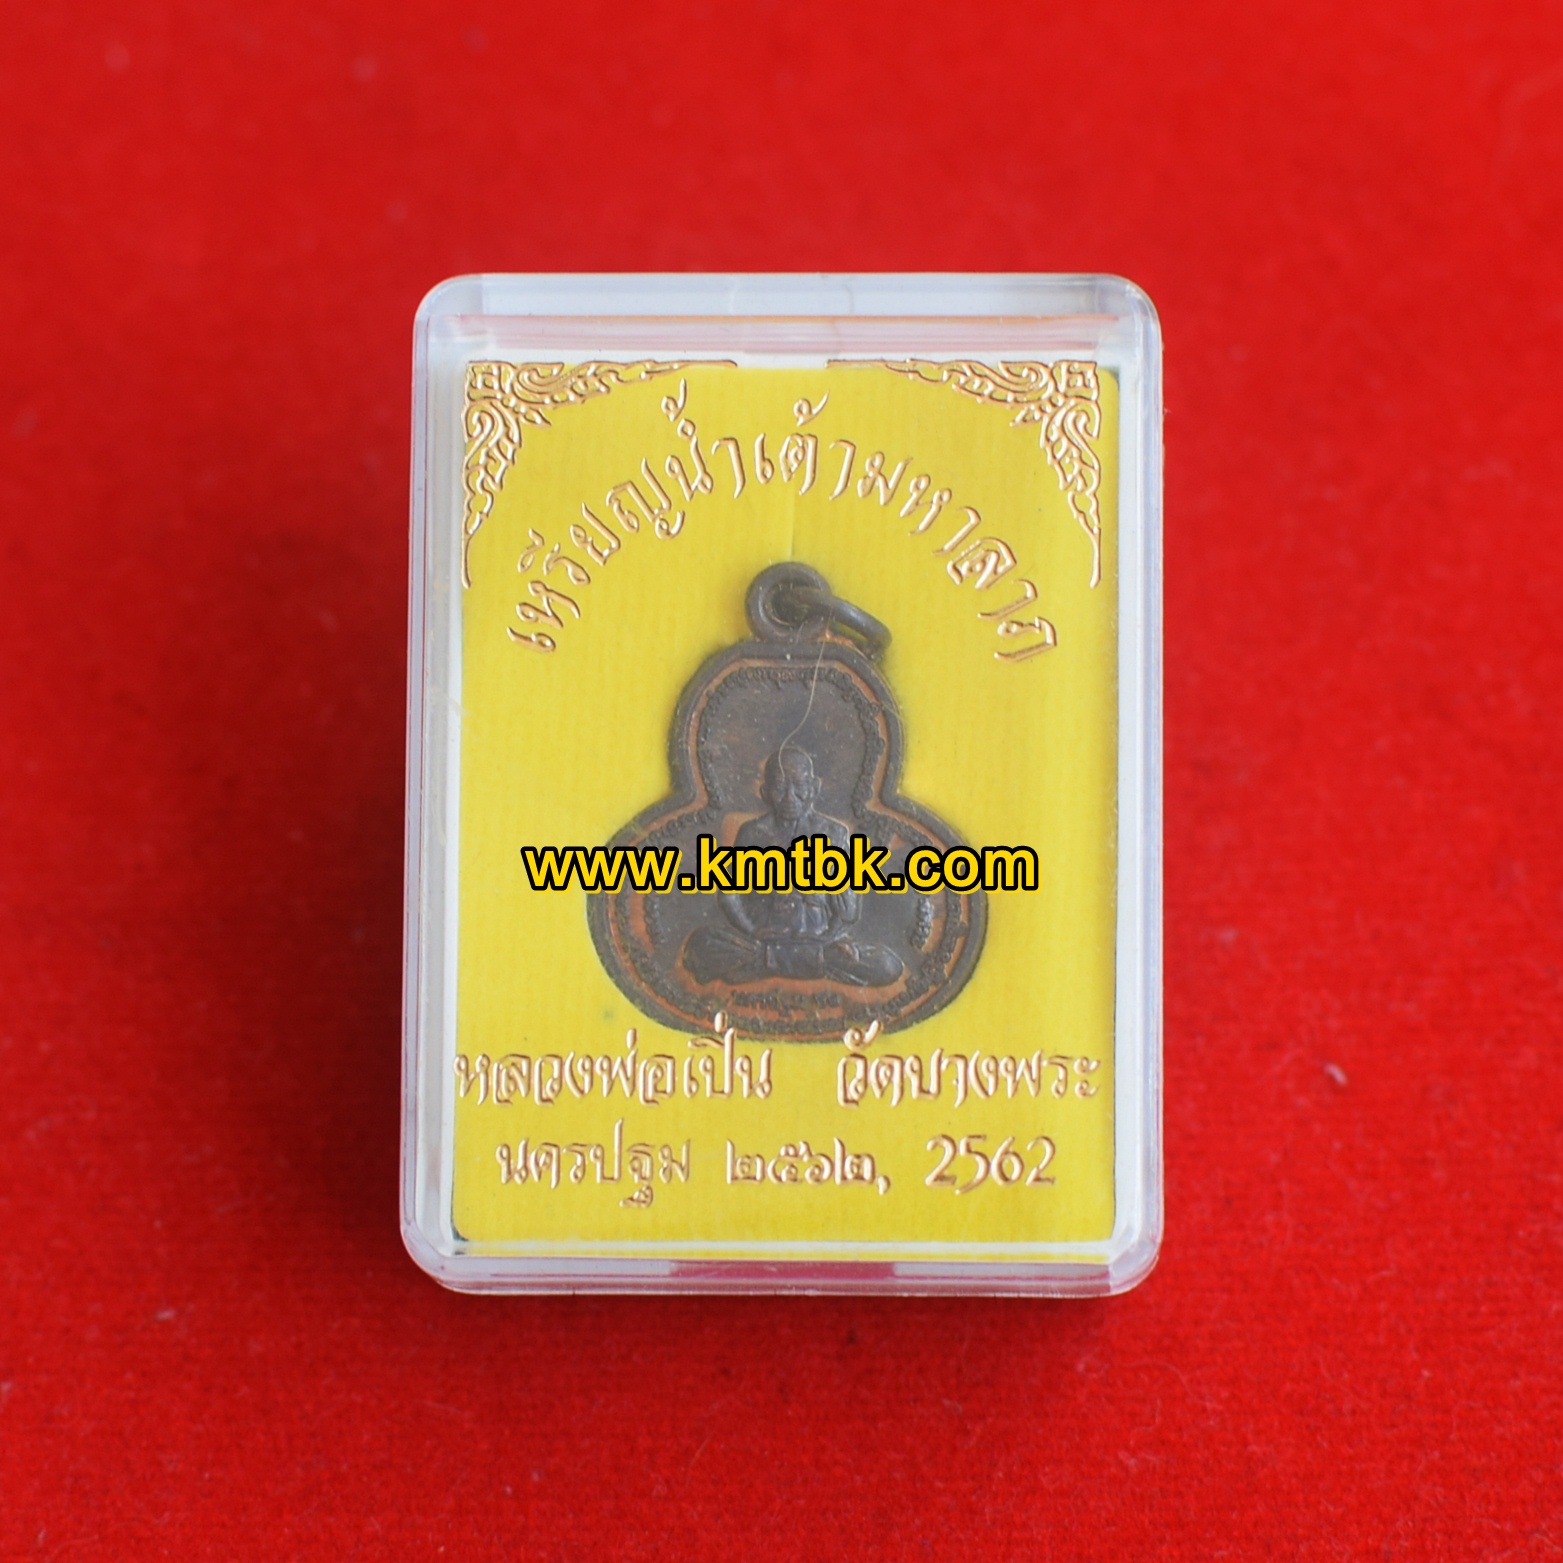 เหรียญน้ำเต้ามหาลาภ
www.kmtbk.com
หลวงพ่อเปิ่น วัดบางพระ
นครปฐม ๒๕๖๒, 2562